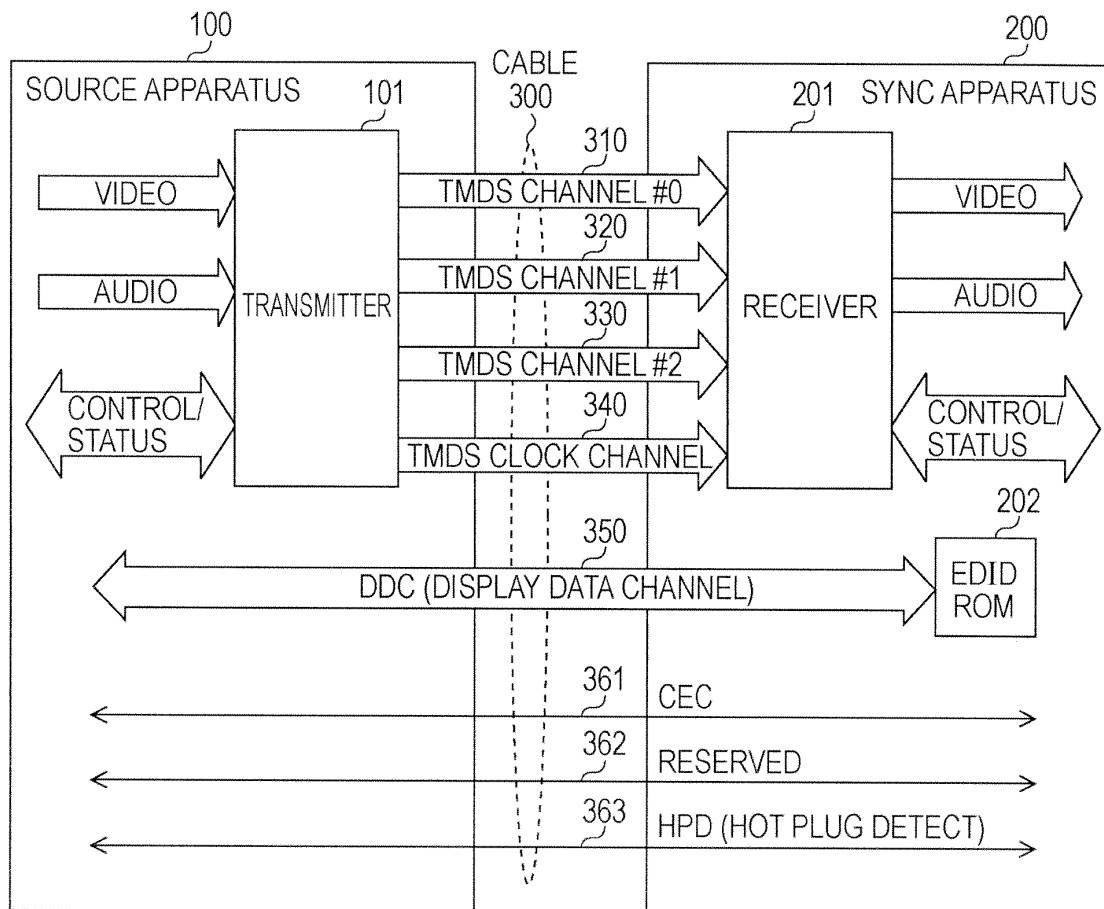 100
200
SOURCE APPARATUS
CABLE
300
SYNC APPARATUS
101
201
310
VIDEO
TMDS CHANNEL #0
VIDEO
320
AUDIO
TMDS CHANNEL #1
AUDIO
TRANSMITTER
RECEIVER
330
TMDS CHANNEL #2
340
CONTROL/
STATUS
CONTROL/
STATUS
TMDS CLOCK CHANNEL
202
350
DDC (DISPLAY DATA CHANNEL)
EDID
ROM
361
CEC
362
RESERVED
363
HPD (HOT PLUG DETECT)